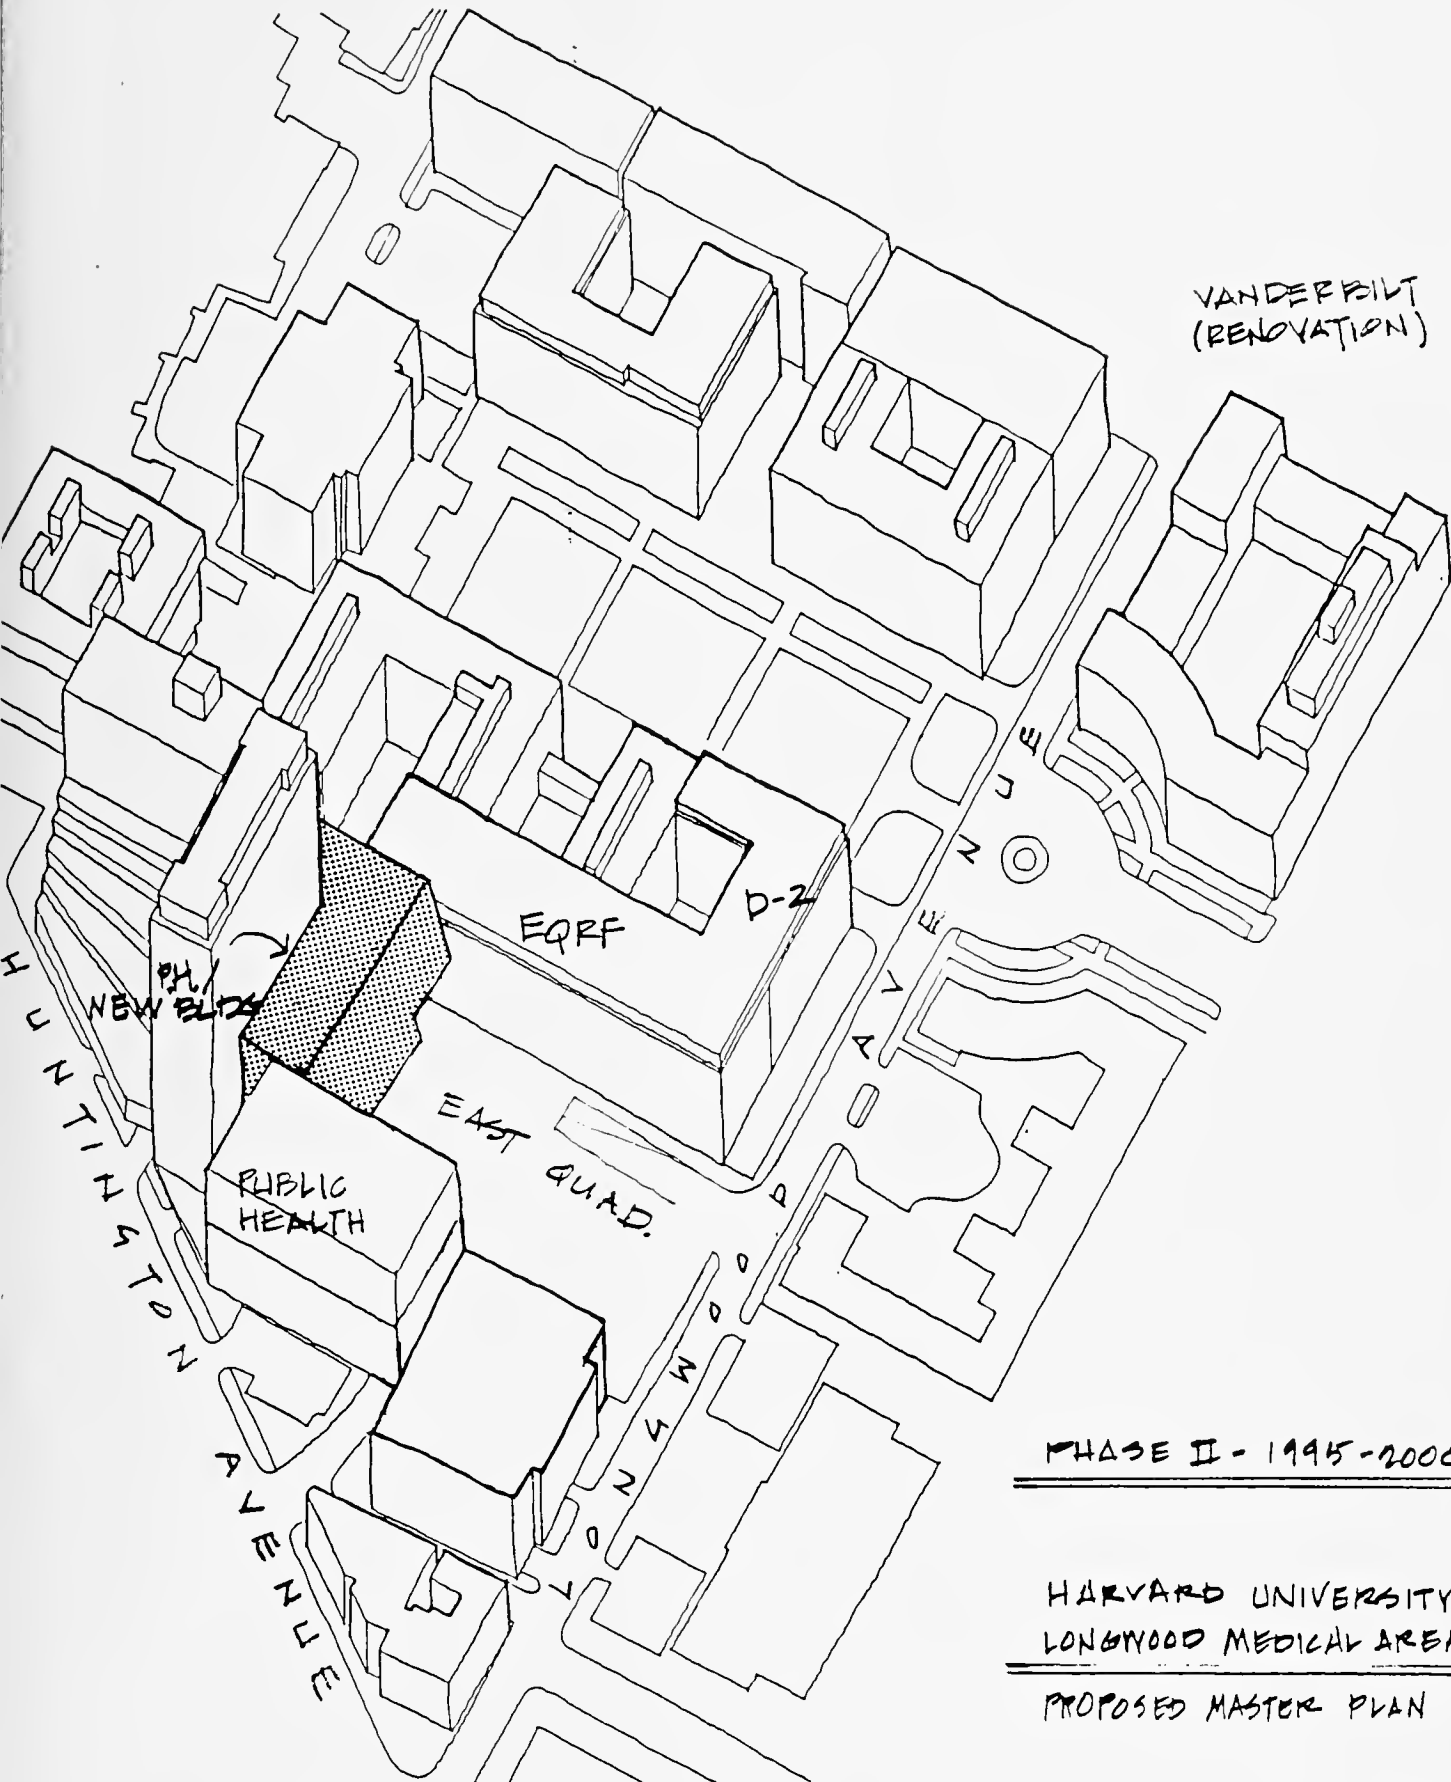 VANDERBILT
(RENOVATION)
D-2
EQRF
PH/
NEW BLDG
EAST
QUAD.
PUBLIC
HEALTH
HUNTINGTON
AVENUE
LONGWOOD
AVENUE
PHASE II - 1995-2000
HARVARD UNIVERSITY
LONGWOOD MEDICAL AREA
PROPOSED MASTER PLAN